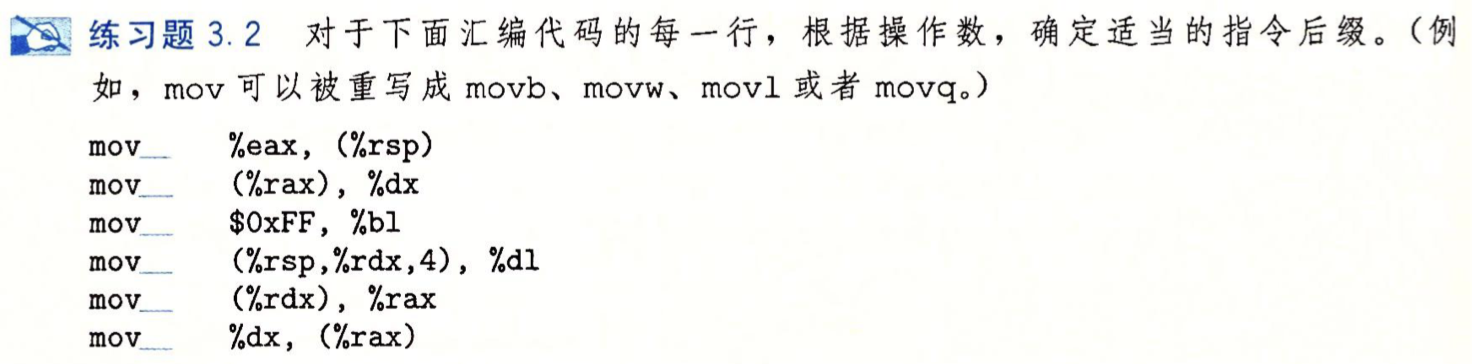 练习题 3.2 对于下面汇编代码的每一行，根据操作数，确定适当的指令后缀。（例
如，mov 可以被重写成 movb、movw、movl 或者 movq。）
mov__ %eax, (%rsp)
mov__ (%rax), %dx
mov__ $0xFF, %bl
mov__ (%rsp,%rdx,4), %dl
mov__ (%rdx), %rax
mov__ %dx, (%rax)